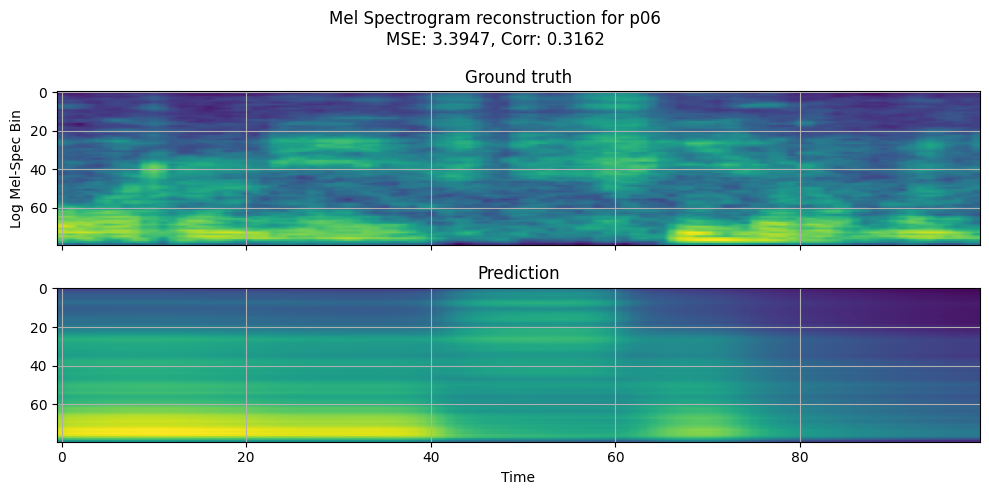 Mel Spectrogram reconstruction for p06
MSE: 3.3947, Corr: 0.3162
Ground truth
0
20
40
60
Log Mel-Spec Bin
Prediction
0
20
40
60
0 20 40 60 80
Time